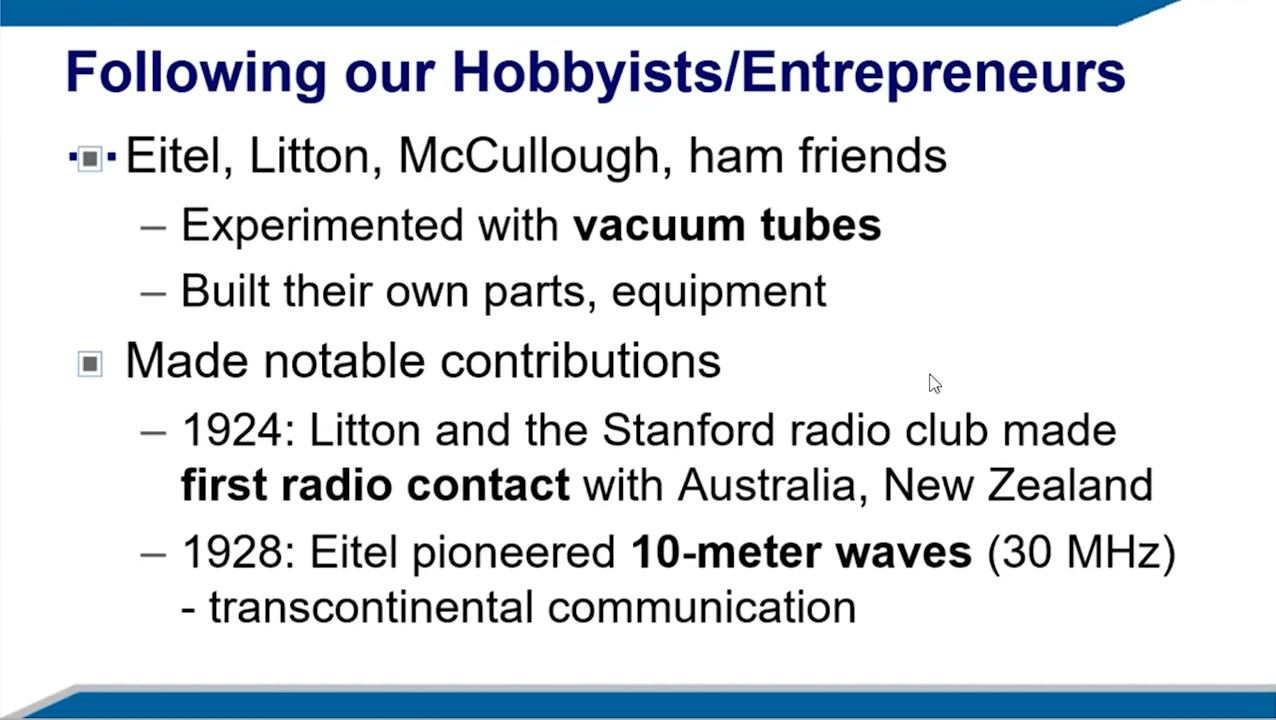 Following our Hobbyists/Entrepreneurs
Eitel, Litton, McCullough, ham friends
– Experimented with vacuum tubes
– Built their own parts, equipment
Made notable contributions
– 1924: Litton and the Stanford radio club made
first radio contact with Australia, New Zealand
– 1928: Eitel pioneered 10-meter waves (30 MHz)
- transcontinental communication